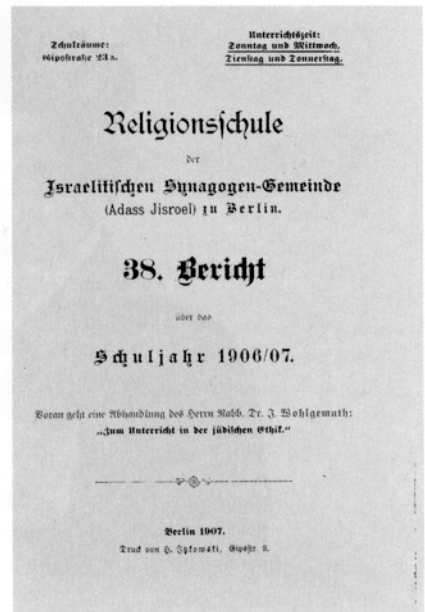 Schulräume:
Gipsstraße 23 a.
Unterrichtszeit:
Sonntag und Mittwoch.
Dienstag und Donnerstag.
Religionsschule
der
Israelitischen Synagogen-Gemeinde
(Adass Jisroel) zu Berlin.
38. Bericht
über das
Schuljahr 1906/07.
Voran geht eine Abhandlung des Herrn Rabb. Dr. J. Wohlgemuth:
„Zum Unterricht in der jüdischen Ethik.“
Berlin 1907.
Druck von H. Itzkowski, Gipsstr. 9.